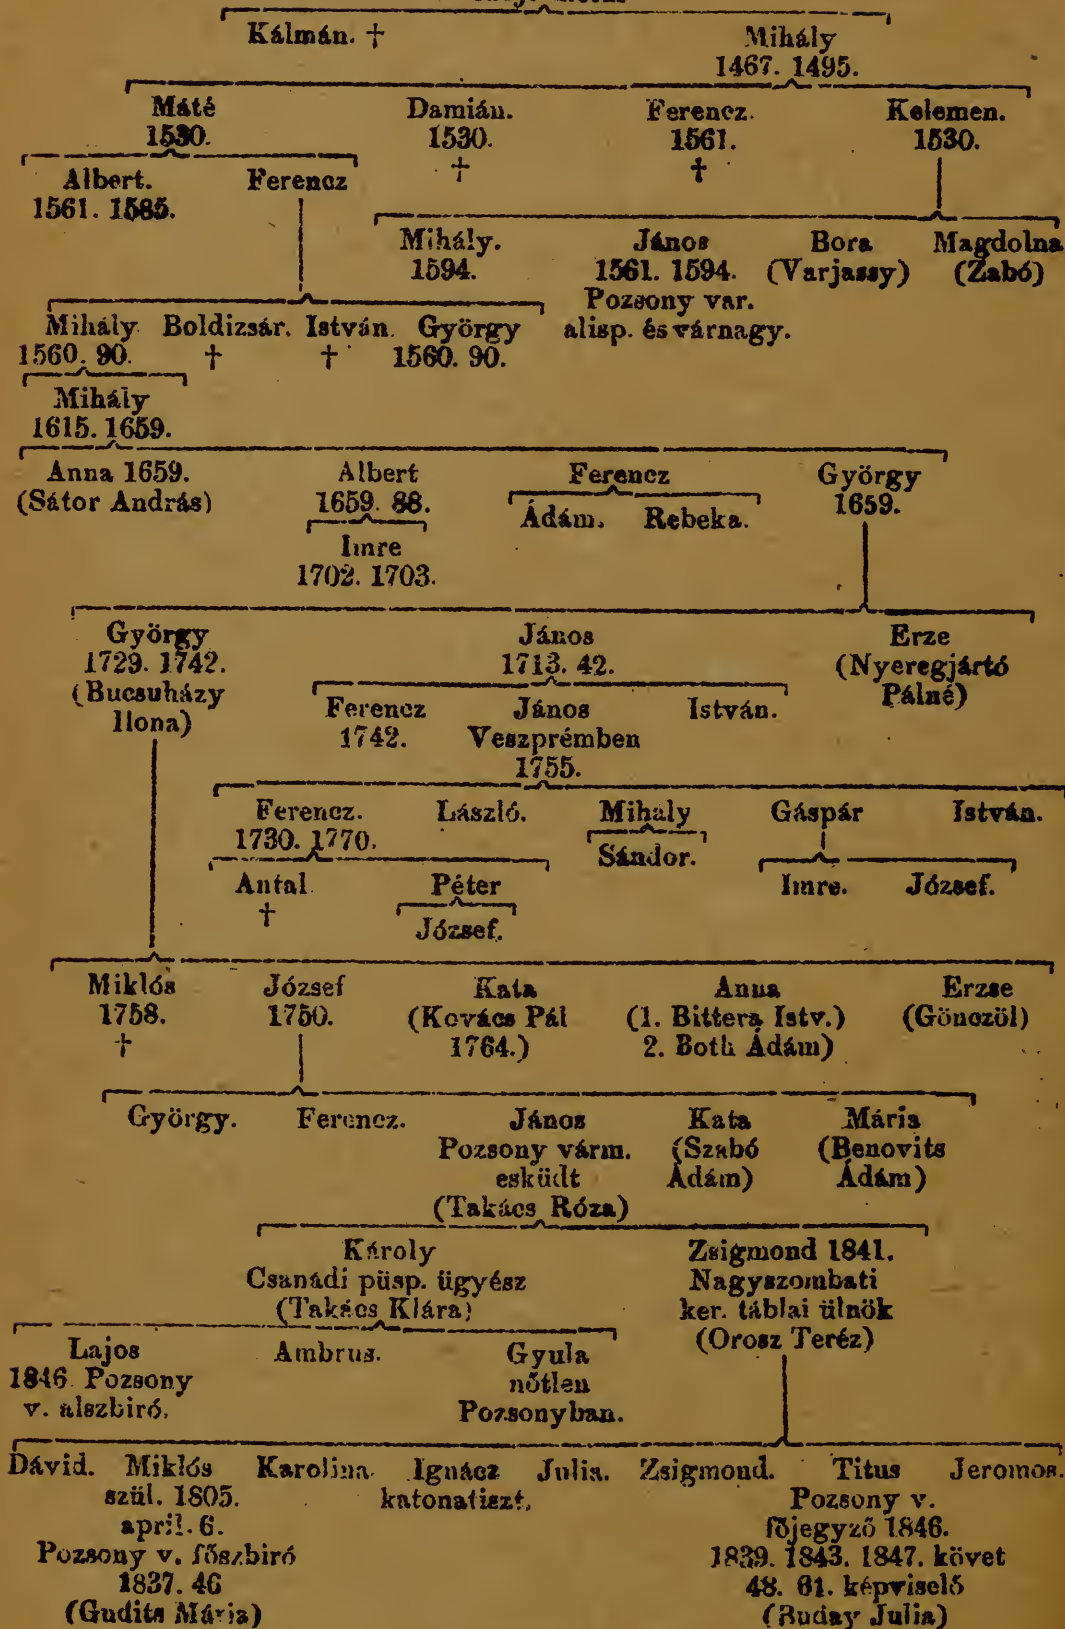 Kálmán. † Mihály
1467. 1495.
Máté Damián. Ferencz. Kelemen.
1530. 1530. 1561. 1530.
† †
Albert. Ferencz
1561. 1585.
Mihály. János Bora Magdolna
1594. 1561. 1594. (Varjassy) (Zabó)
Pozsony var.
alisp. és várnagy.
Mihály. Boldizsár. István. György
1560. 90. † † 1560. 90.
Mihály
1615. 1659.
Anna 1659. Albert Ferencz György
(Sátor András) 1659. 88. 1659.
Ádám. Rebeka.
Imre
1702. 1703.
György János Erze
1729. 1742. 1713. 42. (Nyeregjártó
(Bucsuházy Pálné)
Ilona)
Ferencz János István.
1742. Veszprémben
1755.
Ferencz. László. Mihály Gáspár István.
1730. 1770.
Sándor.
Antal Péter Imre. József.
†
József.
Miklós József Kata Anna Erzse
1758. 1750. (Kovács Pál (1. Bittera Istv.) (Gönczöl)
† 1764.) 2. Both Ádám)
György. Ferencz. János Kata Mária
Pozsony várm. (Szabó (Benovits
esküdt Ádám) Ádám)
(Takács Róza)
Károly Zsigmond 1841.
Csanádi püsp. ügyész Nagyszombati
(Takács Klára) ker. táblai ülnök
(Orosz Teréz)
Lajos Ambrus. Gyula
1846. Pozsony nőtlen
v. alszbiró. Pozsonyban.
Dávid. Miklós Karolina. Ignácz Julia. Zsigmond. Titus Jeromos.
szül. 1805. katonatiszt. Pozsony v.
april. 6. főjegyző 1846.
Pozsony v. főszbiró 1839. 1843. 1847. követ
1837. 46 48. 61. képviselő
(Gudits Mária) (Buday Julia)